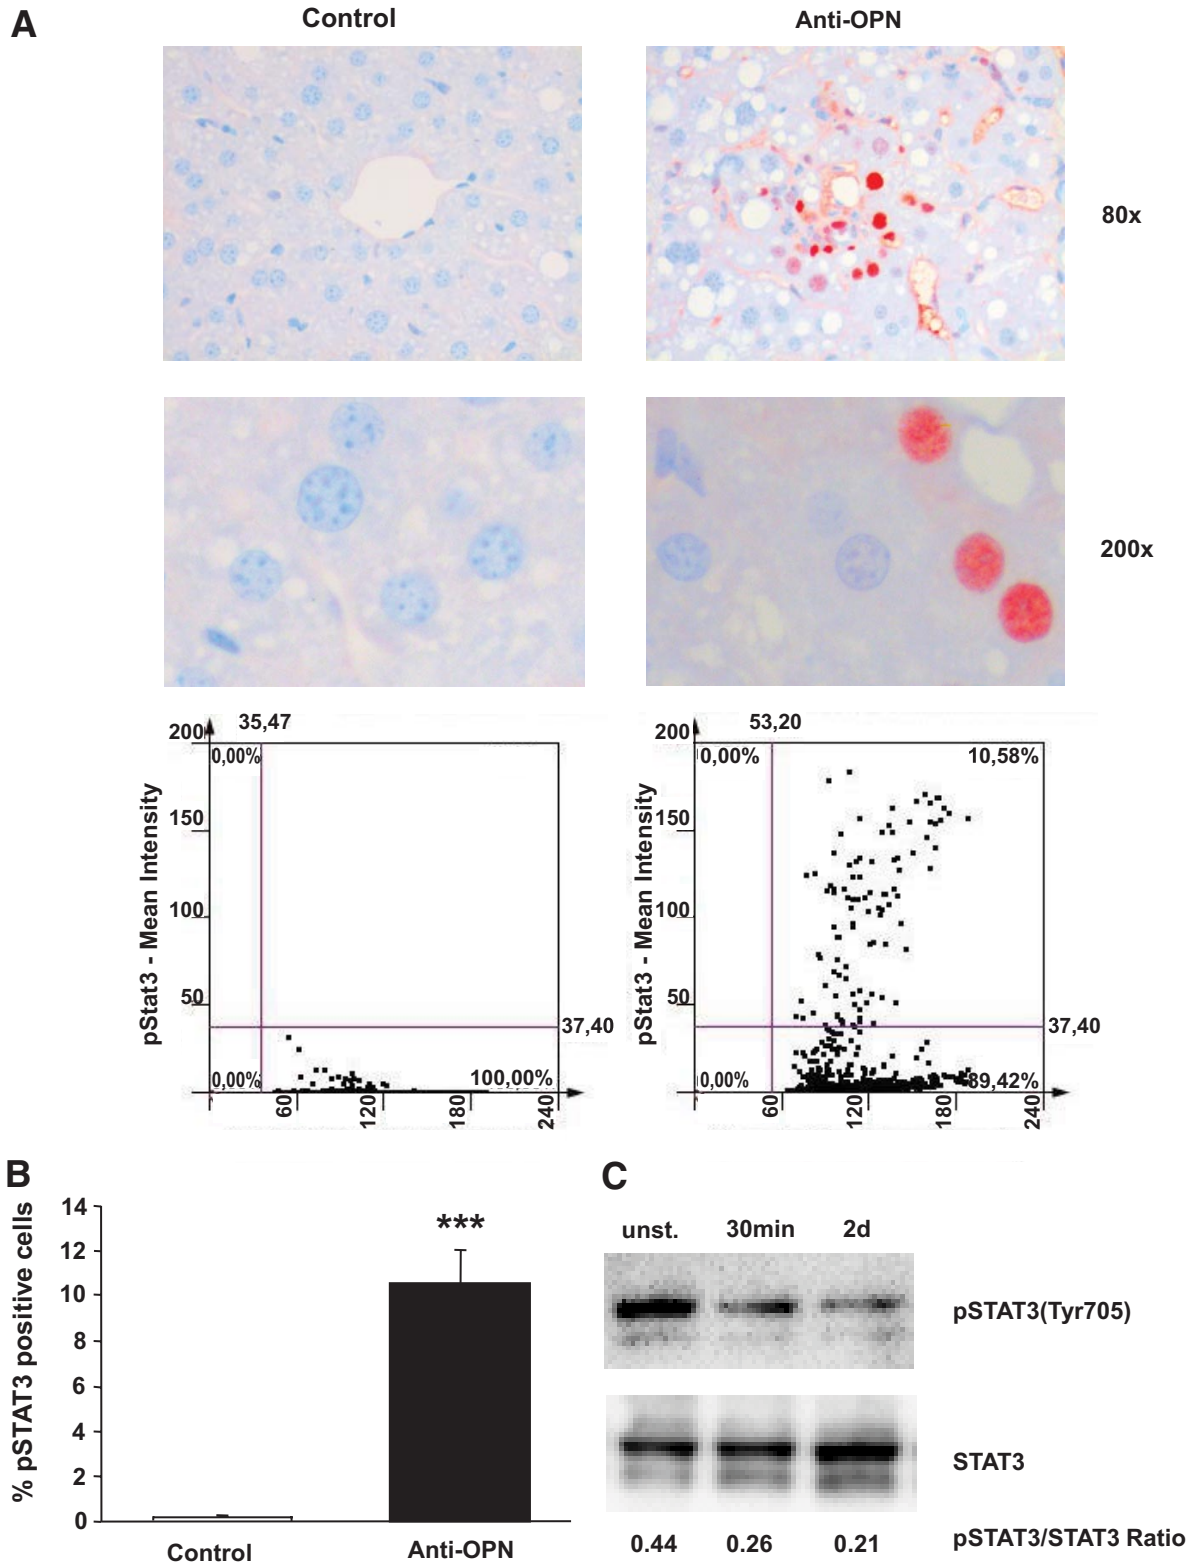 A
Control
Anti-OPN
80x
200x
35,47
200
0,00%
150
100
50
37,40
0,00%
100,00%
60
120
180
240
pStat3 - Mean Intensity
53,20
200
0,00%
10,58%
150
100
50
37,40
0,00%
89,42%
60
120
180
240
pStat3 - Mean Intensity
B
% pSTAT3 positive cells
14
12
10
8
6
4
2
0
***
Control
Anti-OPN
C
unst.
30min
2d
pSTAT3(Tyr705)
STAT3
0.44
0.26
0.21
pSTAT3/STAT3 Ratio